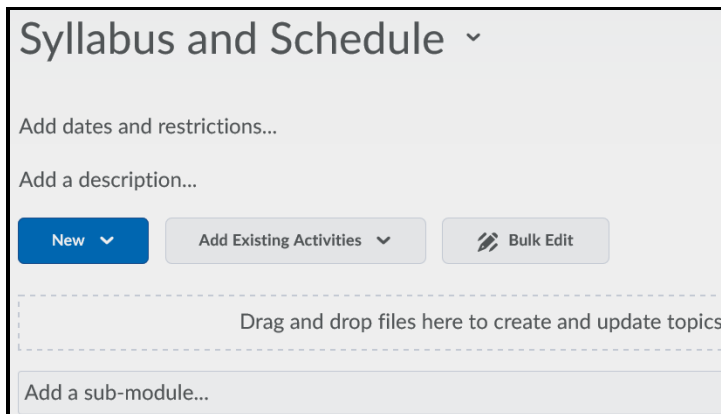 Syllabus and Schedule
Add dates and restrictions...
Add a description...
New Add Existing Activities Bulk Edit
Drag and drop files here to create and update topics
Add a sub-module...